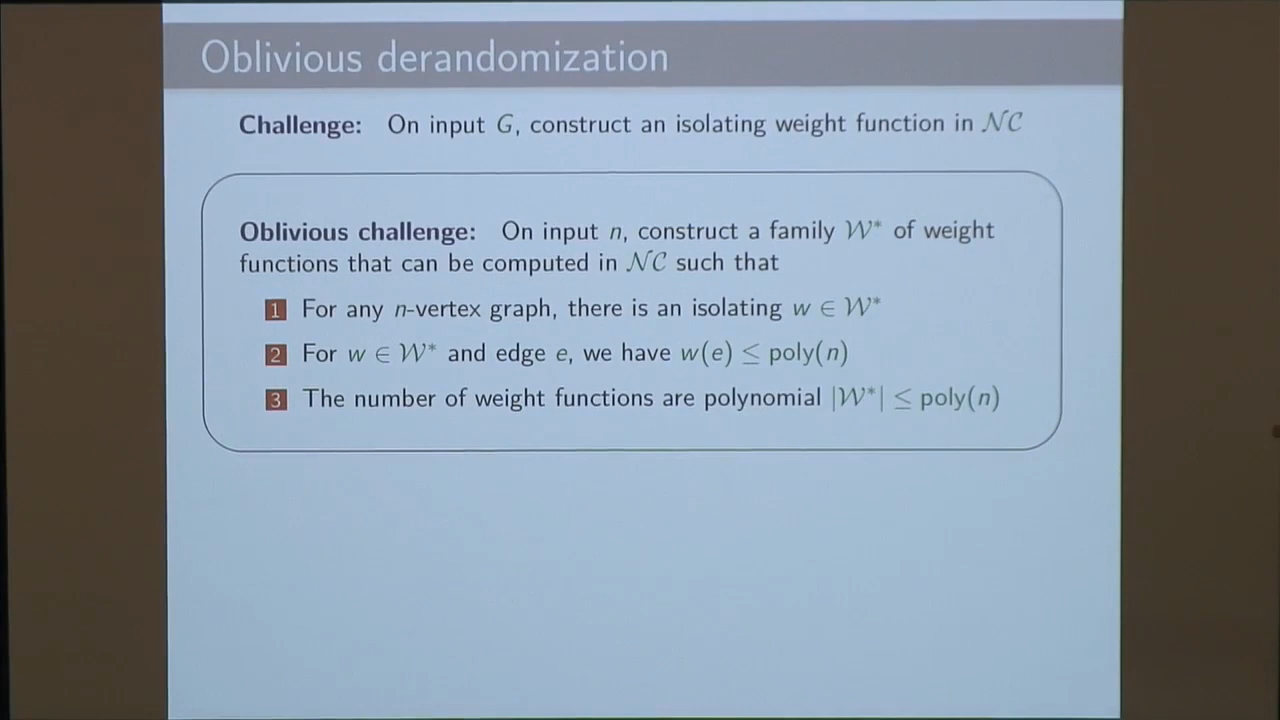 Oblivious derandomization
Challenge: On input G, construct an isolating weight function in 𝒩𝒞
Oblivious challenge: On input n, construct a family 𝒲* of weight
functions that can be computed in 𝒩𝒞 such that
1 For any n-vertex graph, there is an isolating w ∈ 𝒲*
2 For w ∈ 𝒲* and edge e, we have w(e) ≤ poly(n)
3 The number of weight functions are polynomial |𝒲*| ≤ poly(n)